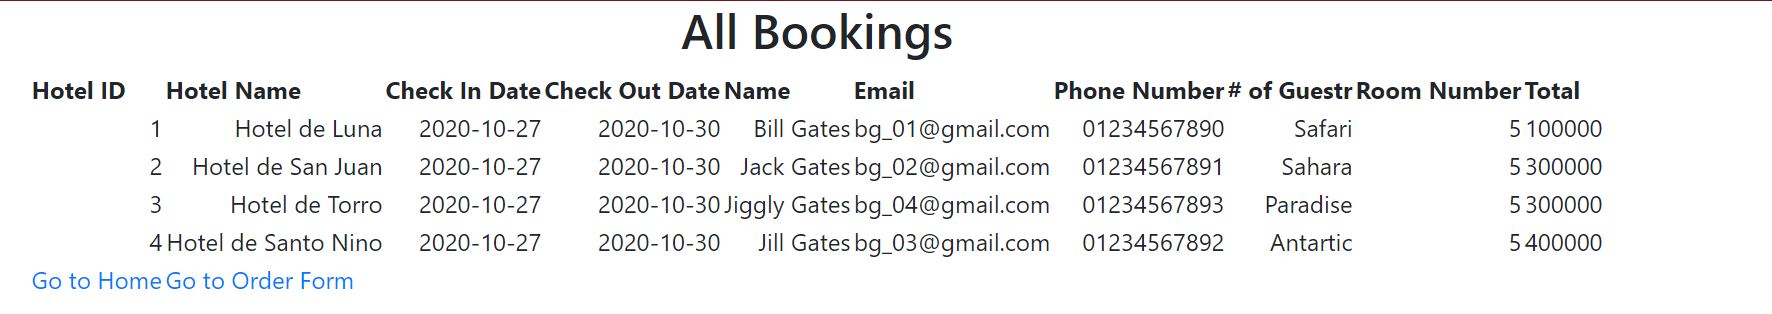 All Bookings
Hotel ID Hotel Name Check In Date Check Out Date Name Email Phone Number # of Guestr Room Number Total
1 Hotel de Luna 2020-10-27 2020-10-30 Bill Gates bg_01@gmail.com 01234567890 Safari 5 100000
2 Hotel de San Juan 2020-10-27 2020-10-30 Jack Gates bg_02@gmail.com 01234567891 Sahara 5 300000
3 Hotel de Torro 2020-10-27 2020-10-30 Jiggly Gates bg_04@gmail.com 01234567893 Paradise 5 300000
4 Hotel de Santo Nino 2020-10-27 2020-10-30 Jill Gates bg_03@gmail.com 01234567892 Antartic 5 400000
Go to Home Go to Order Form